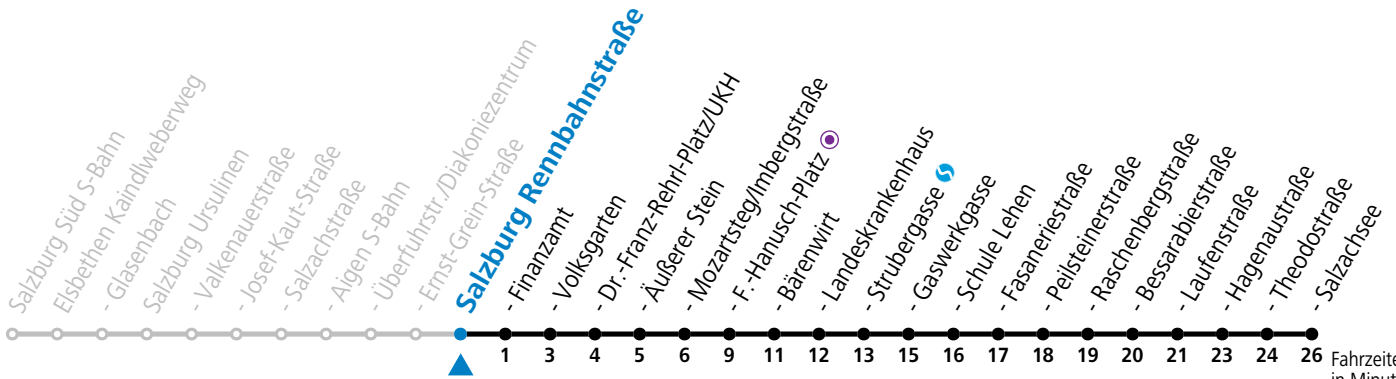 Salzburg Süd S-Bahn
Elsbethen Kaindlweberweg
- Glasenbach
Salzburg Ursulinen
- Valkenauerstraße
- Josef-Kaut-Straße
- Salzachstraße
- Aigen S-Bahn
- Überfuhrstr./Diakoniezentrum
- Ernst-Grein-Straße
Salzburg Rennbahnstraße
- Finanzamt
- Volksgarten
- Dr.-Franz-Rehrl-Platz/UKH
- Äußerer Stein
- Mozartsteg/Imbergstraße
- F.-Hanusch-Platz
- Bärenwirt
- Landeskrankenhaus
- Strubergasse
- Gaswerkgasse
- Schule Lehen
- Fasaneriestraße
- Peilsteinerstraße
- Raschenbergstraße
- Bessarabierstraße
- Laufenstraße
- Hagenaustraße
- Theodostraße
- Salzachsee
1 3 4 5 6 9 11 12 13 15 16 17 18 19 20 21 23 24 26
Fahrzeite
in Minut